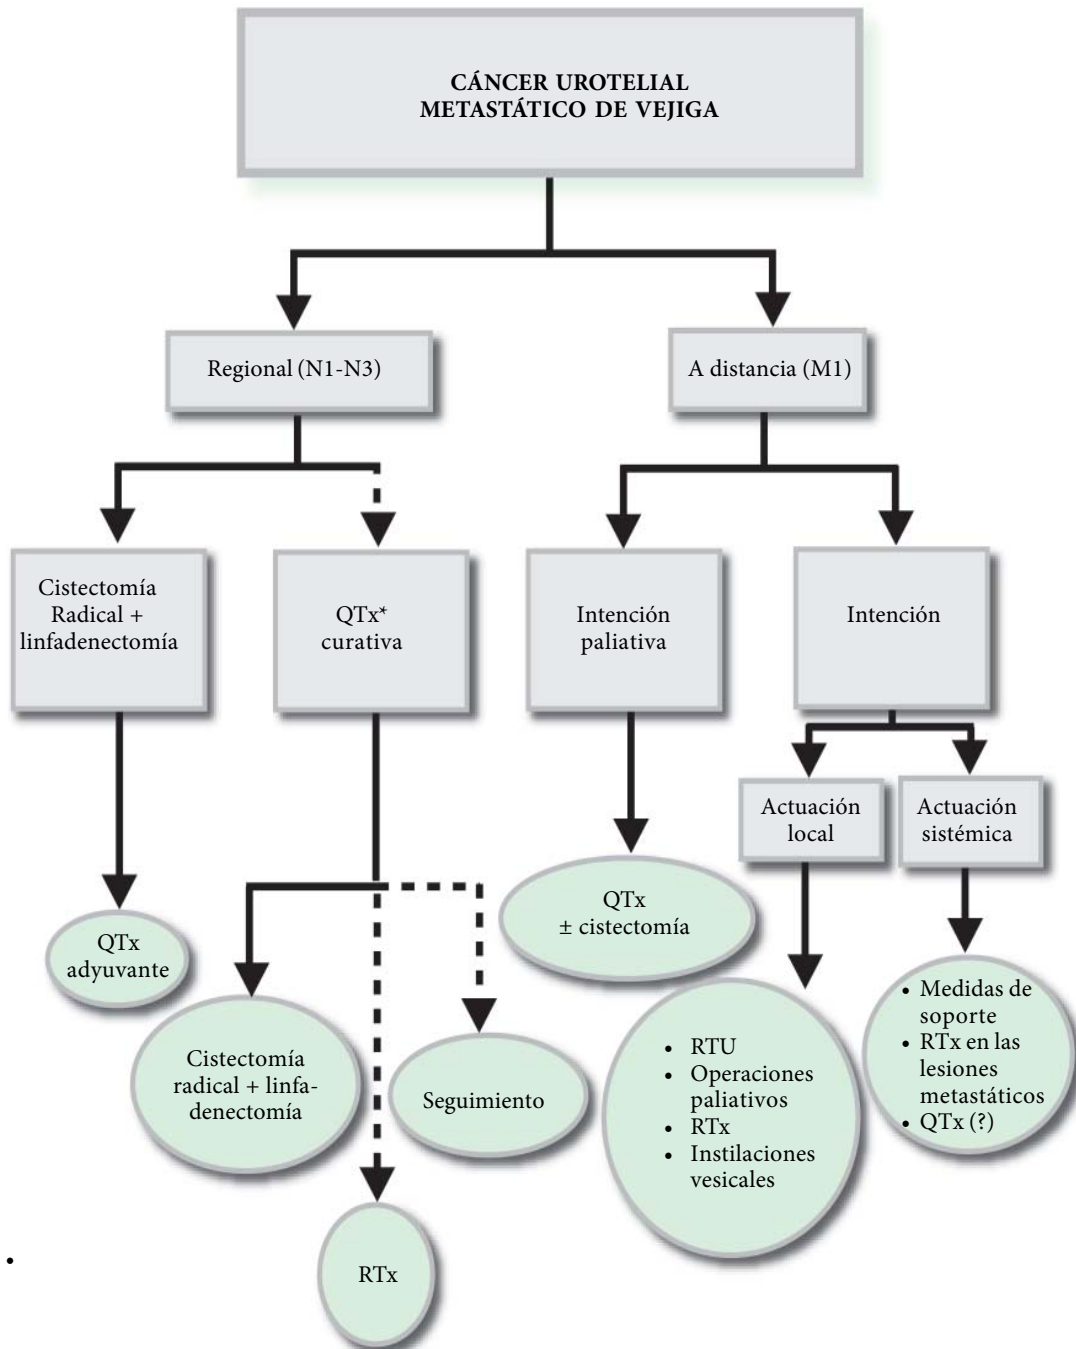 CÁNCER UROTELIAL
METASTÁTICO DE VEJIGA
Regional (N1-N3)
A distancia (M1)
Cistectomía
Radical +
linfadenectomía
QTx*
curativa
Intención
paliativa
Intención
Actuación
local
Actuación
sistémica
QTx
adyuvante
Cistectomía
radical + linfa-
denectomía
Seguimiento
RTx
QTx
± cistectomía
• RTU
• Operaciones
paliativos
• RTx
• Instilaciones
vesicales
• Medidas de
soporte
• RTx en las
lesiones
metastáticos
• QTx (?)
•